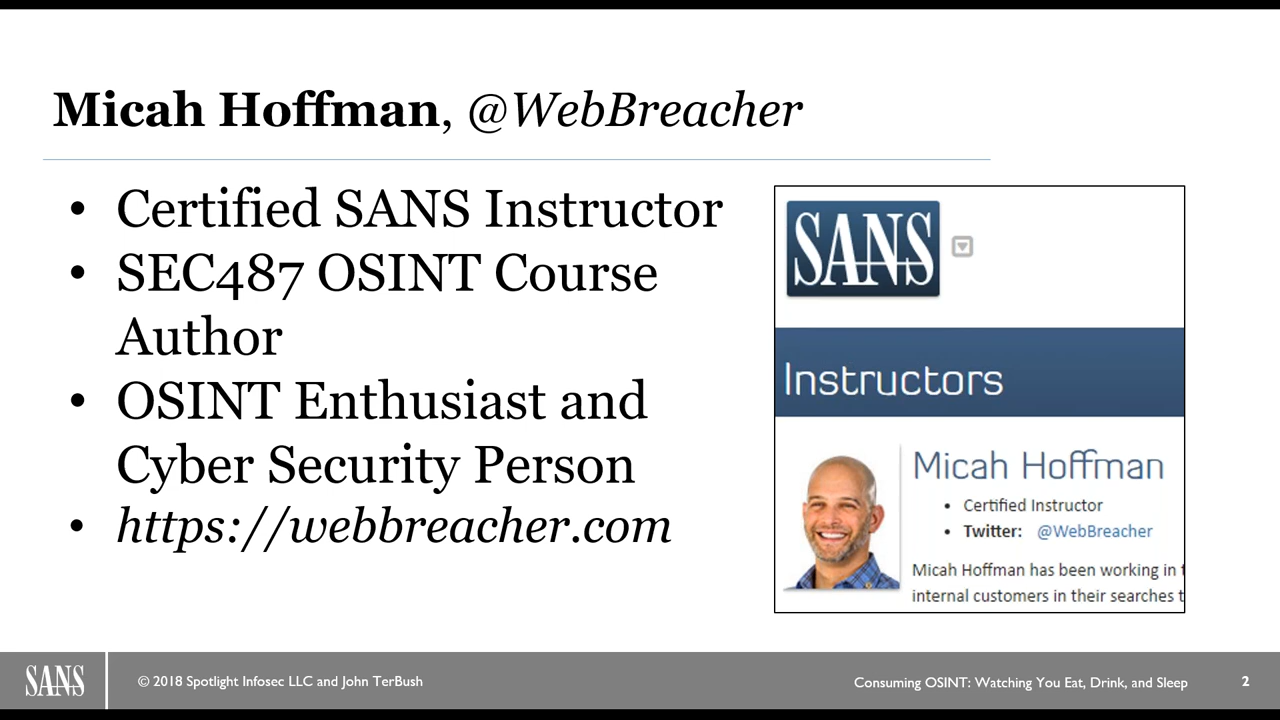 Micah Hoffman, @WebBreacher
• Certified SANS Instructor
• SEC487 OSINT Course
Author
• OSINT Enthusiast and
Cyber Security Person
• https://webbreacher.com
SANS
Instructors
Micah Hoffman
• Certified Instructor
• Twitter: @WebBreacher
Micah Hoffman has been working in
internal customers in their searches
SANS
© 2018 Spotlight Infosec LLC and John TerBush
Consuming OSINT: Watching You Eat, Drink, and Sleep
2